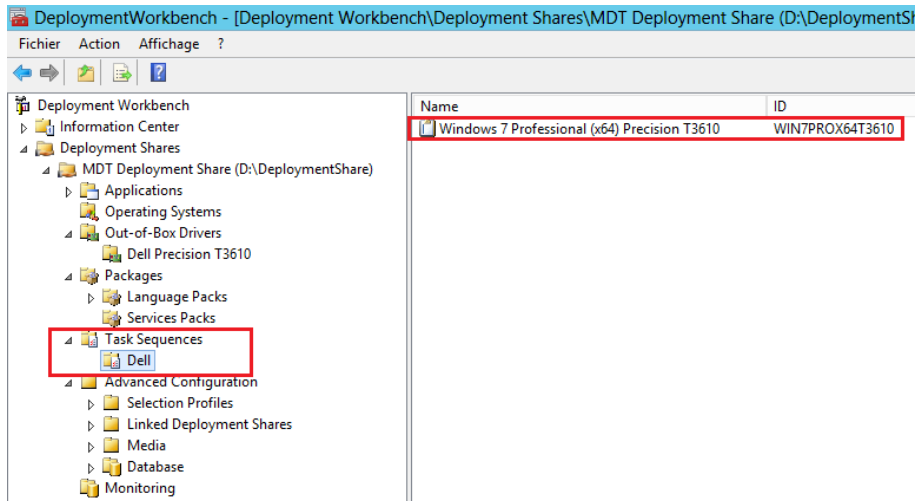 DeploymentWorkbench - [Deployment Workbench\Deployment Shares\MDT Deployment Share (D:\DeploymentSh
Fichier Action Affichage ?
Deployment Workbench
Information Center
Deployment Shares
MDT Deployment Share (D:\DeploymentShare)
Applications
Operating Systems
Out-of-Box Drivers
Dell Precision T3610
Packages
Language Packs
Services Packs
Task Sequences
Dell
Advanced Configuration
Selection Profiles
Linked Deployment Shares
Media
Database
Monitoring
Name ID
Windows 7 Professional (x64) Precision T3610 WIN7PROX64T3610